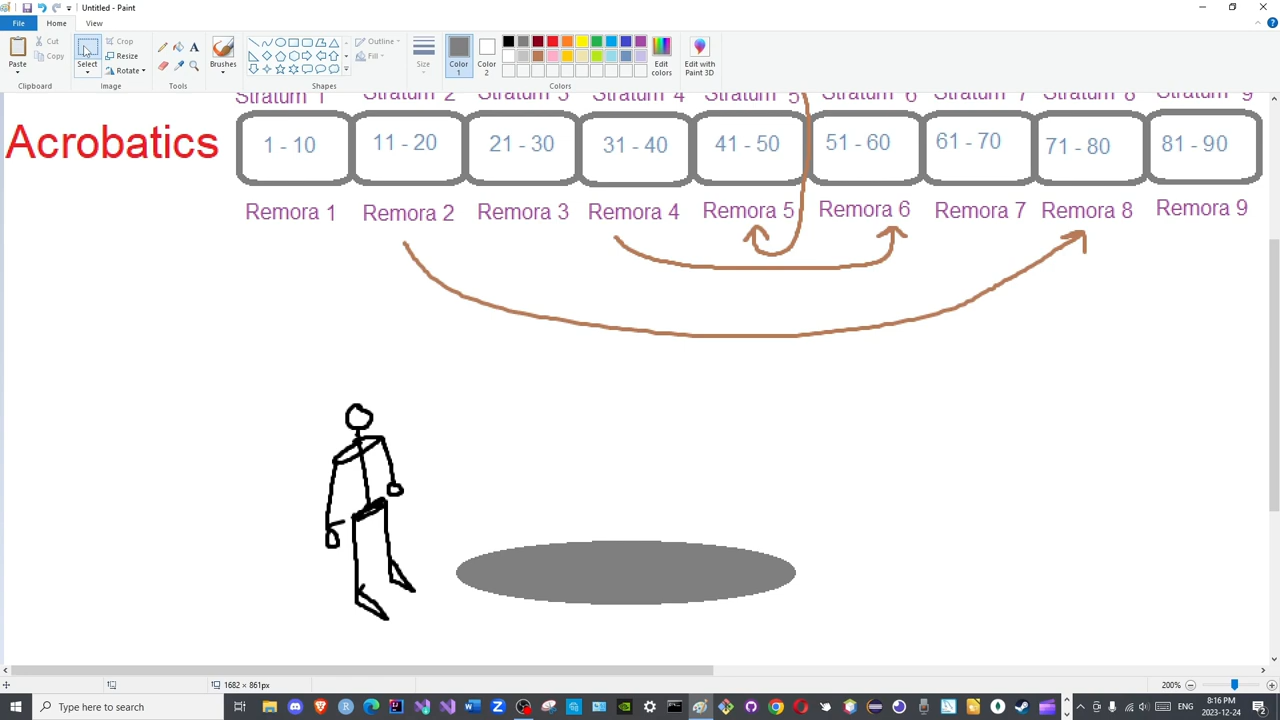 Untitled - Paint
File Home View
Paste
Cut
Copy
Clipboard
Select
Crop
Resize
Rotate
Image
Tools
Brushes
Shapes
Outline
Fill
Size
Color 1
Color 2
Colors
Edit colors
Edit with Paint 3D
Stratum 1 Stratum 2 Stratum 3 Stratum 4 Stratum 5 Stratum 6 Stratum 7 Stratum 8 Stratum 9
Acrobatics 1 - 10 11 - 20 21 - 30 31 - 40 41 - 50 51 - 60 61 - 70 71 - 80 81 - 90
Remora 1 Remora 2 Remora 3 Remora 4 Remora 5 Remora 6 Remora 7 Remora 8 Remora 9
1682 × 861px 200%
Type here to search
ENG
8:16 PM
2023-12-24